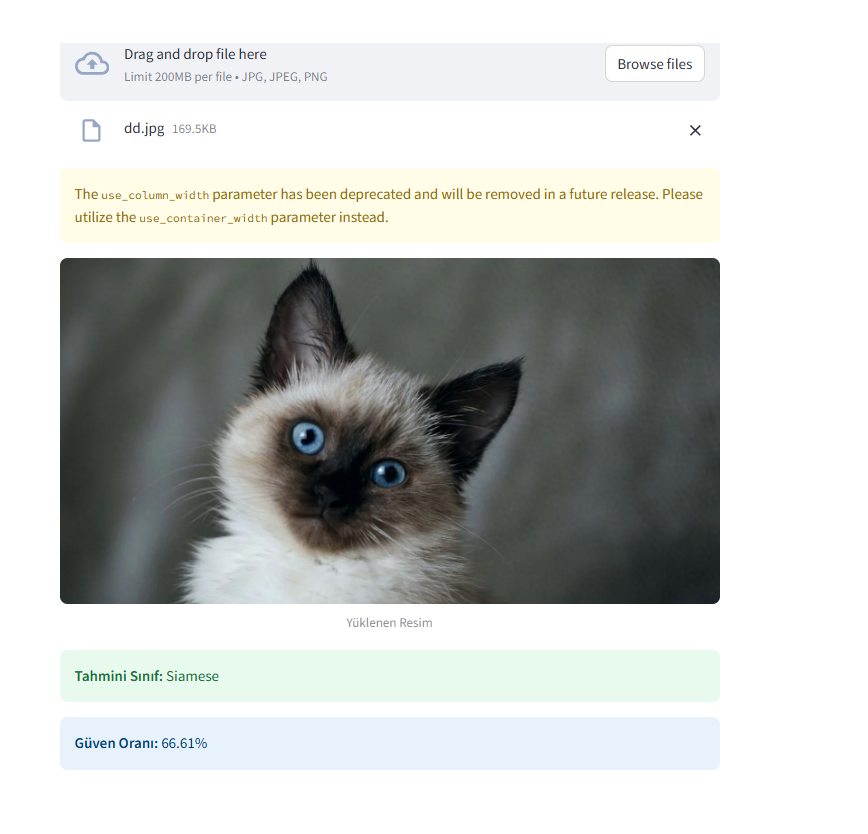 Drag and drop file here
Limit 200MB per file • JPG, JPEG, PNG
Browse files
dd.jpg 169.5KB
The use_column_width parameter has been deprecated and will be removed in a future release. Please
utilize the use_container_width parameter instead.
Yüklenen Resim
Tahmini Sınıf: Siamese
Güven Oranı: 66.61%